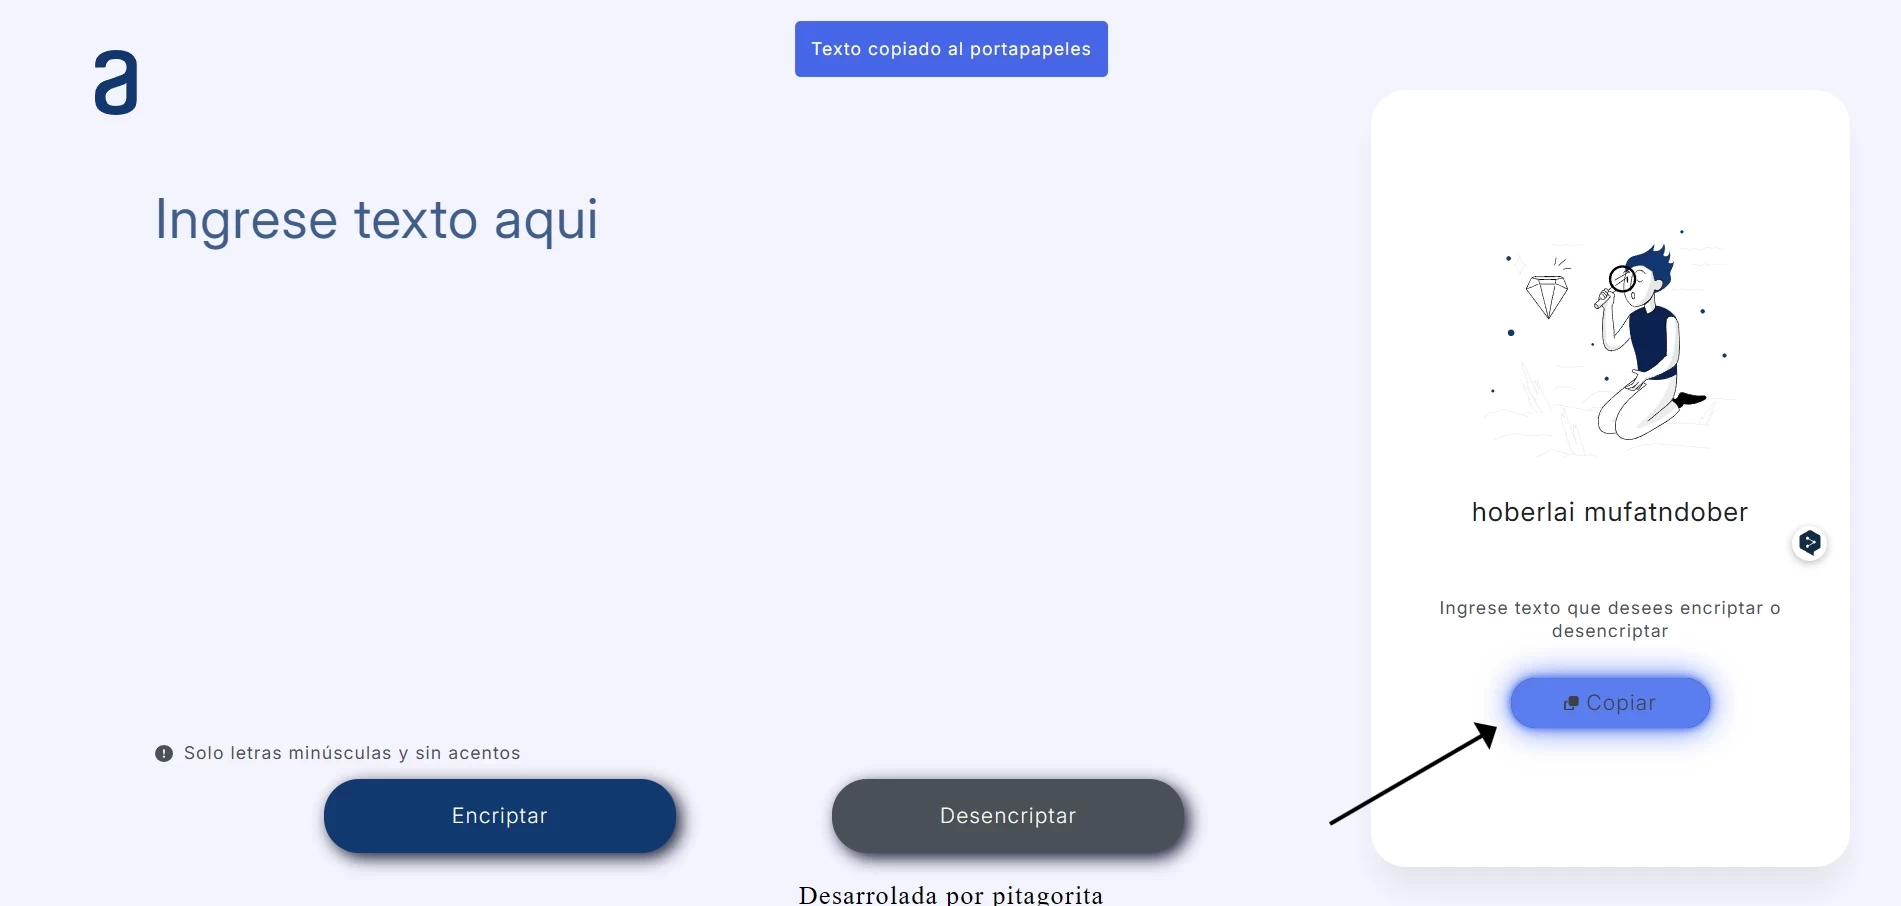 a
Texto copiado al portapapeles
Ingrese texto aqui
hoberlai mufatndober
Ingrese texto que desees encriptar o
desencriptar
Copiar
Solo letras minúsculas y sin acentos
Encriptar
Desencriptar
Desarrolada por pitagorita